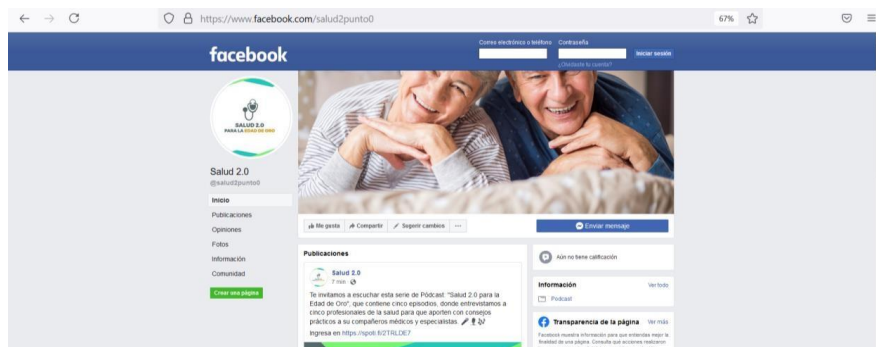 https://www.facebook.com/salud2punto0
67%
facebook
Correo electrónico o teléfono
Contraseña
Iniciar sesión
¿Olvidaste tu cuenta?
SALUD 2.0
PARA LA EDAD DE ORO
Salud 2.0
@salud2punto0
Inicio
Publicaciones
Opiniones
Fotos
Información
Comunidad
Crear una página
Me gusta
Compartir
Sugerir cambios
...
Enviar mensaje
Publicaciones
Salud 2.0
7 min ·
Te invitamos a escuchar esta serie de Pódcast: "Salud 2.0 para la
Edad de Oro", que contiene cinco episodios, donde entrevistamos a
cinco profesionales de la salud para que aporten con consejos
prácticos a su compañeros médicos y especialistas.
Ingresa en https://spoti.fi/2TRLDE7
Aún no tiene calificación
Información
Ver todo
Podcast
Transparencia de la página
Ver más
Facebook muestra información para que entiendas mejor la
finalidad de una página. Consulta qué acciones realizaron